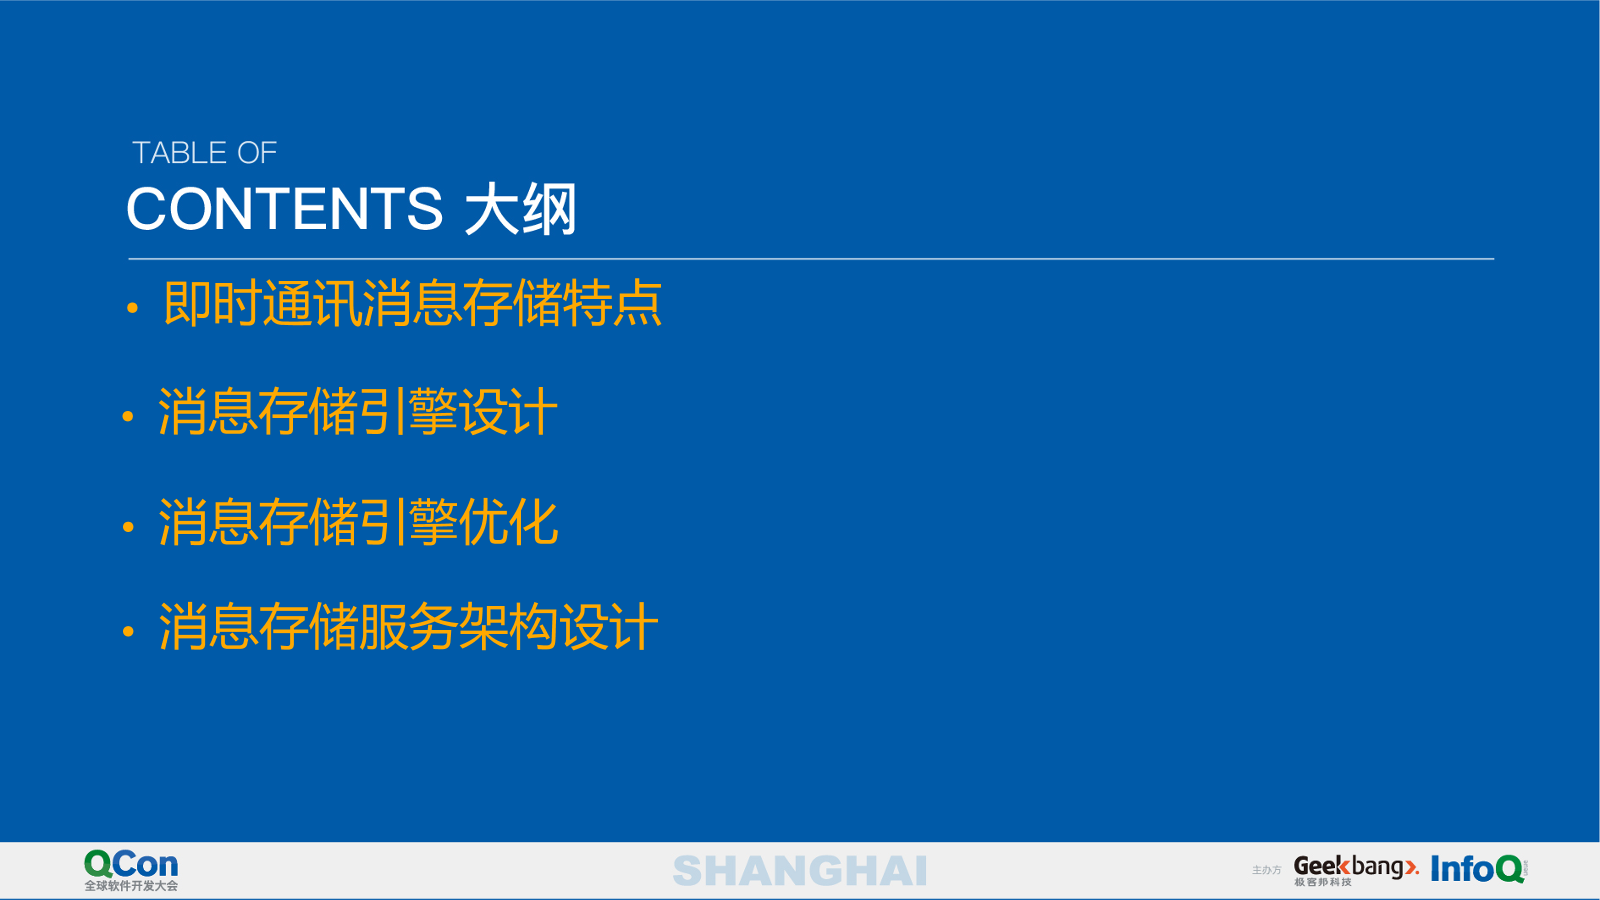 TABLE OF
CONTENTS 大纲
• 即时通讯消息存储特点
• 消息存储引擎设计
• 消息存储引擎优化
• 消息存储服务架构设计
QCon
全球软件开发大会
SHANGHAI
主办方
Geekbang
极客邦科技
InfoQ